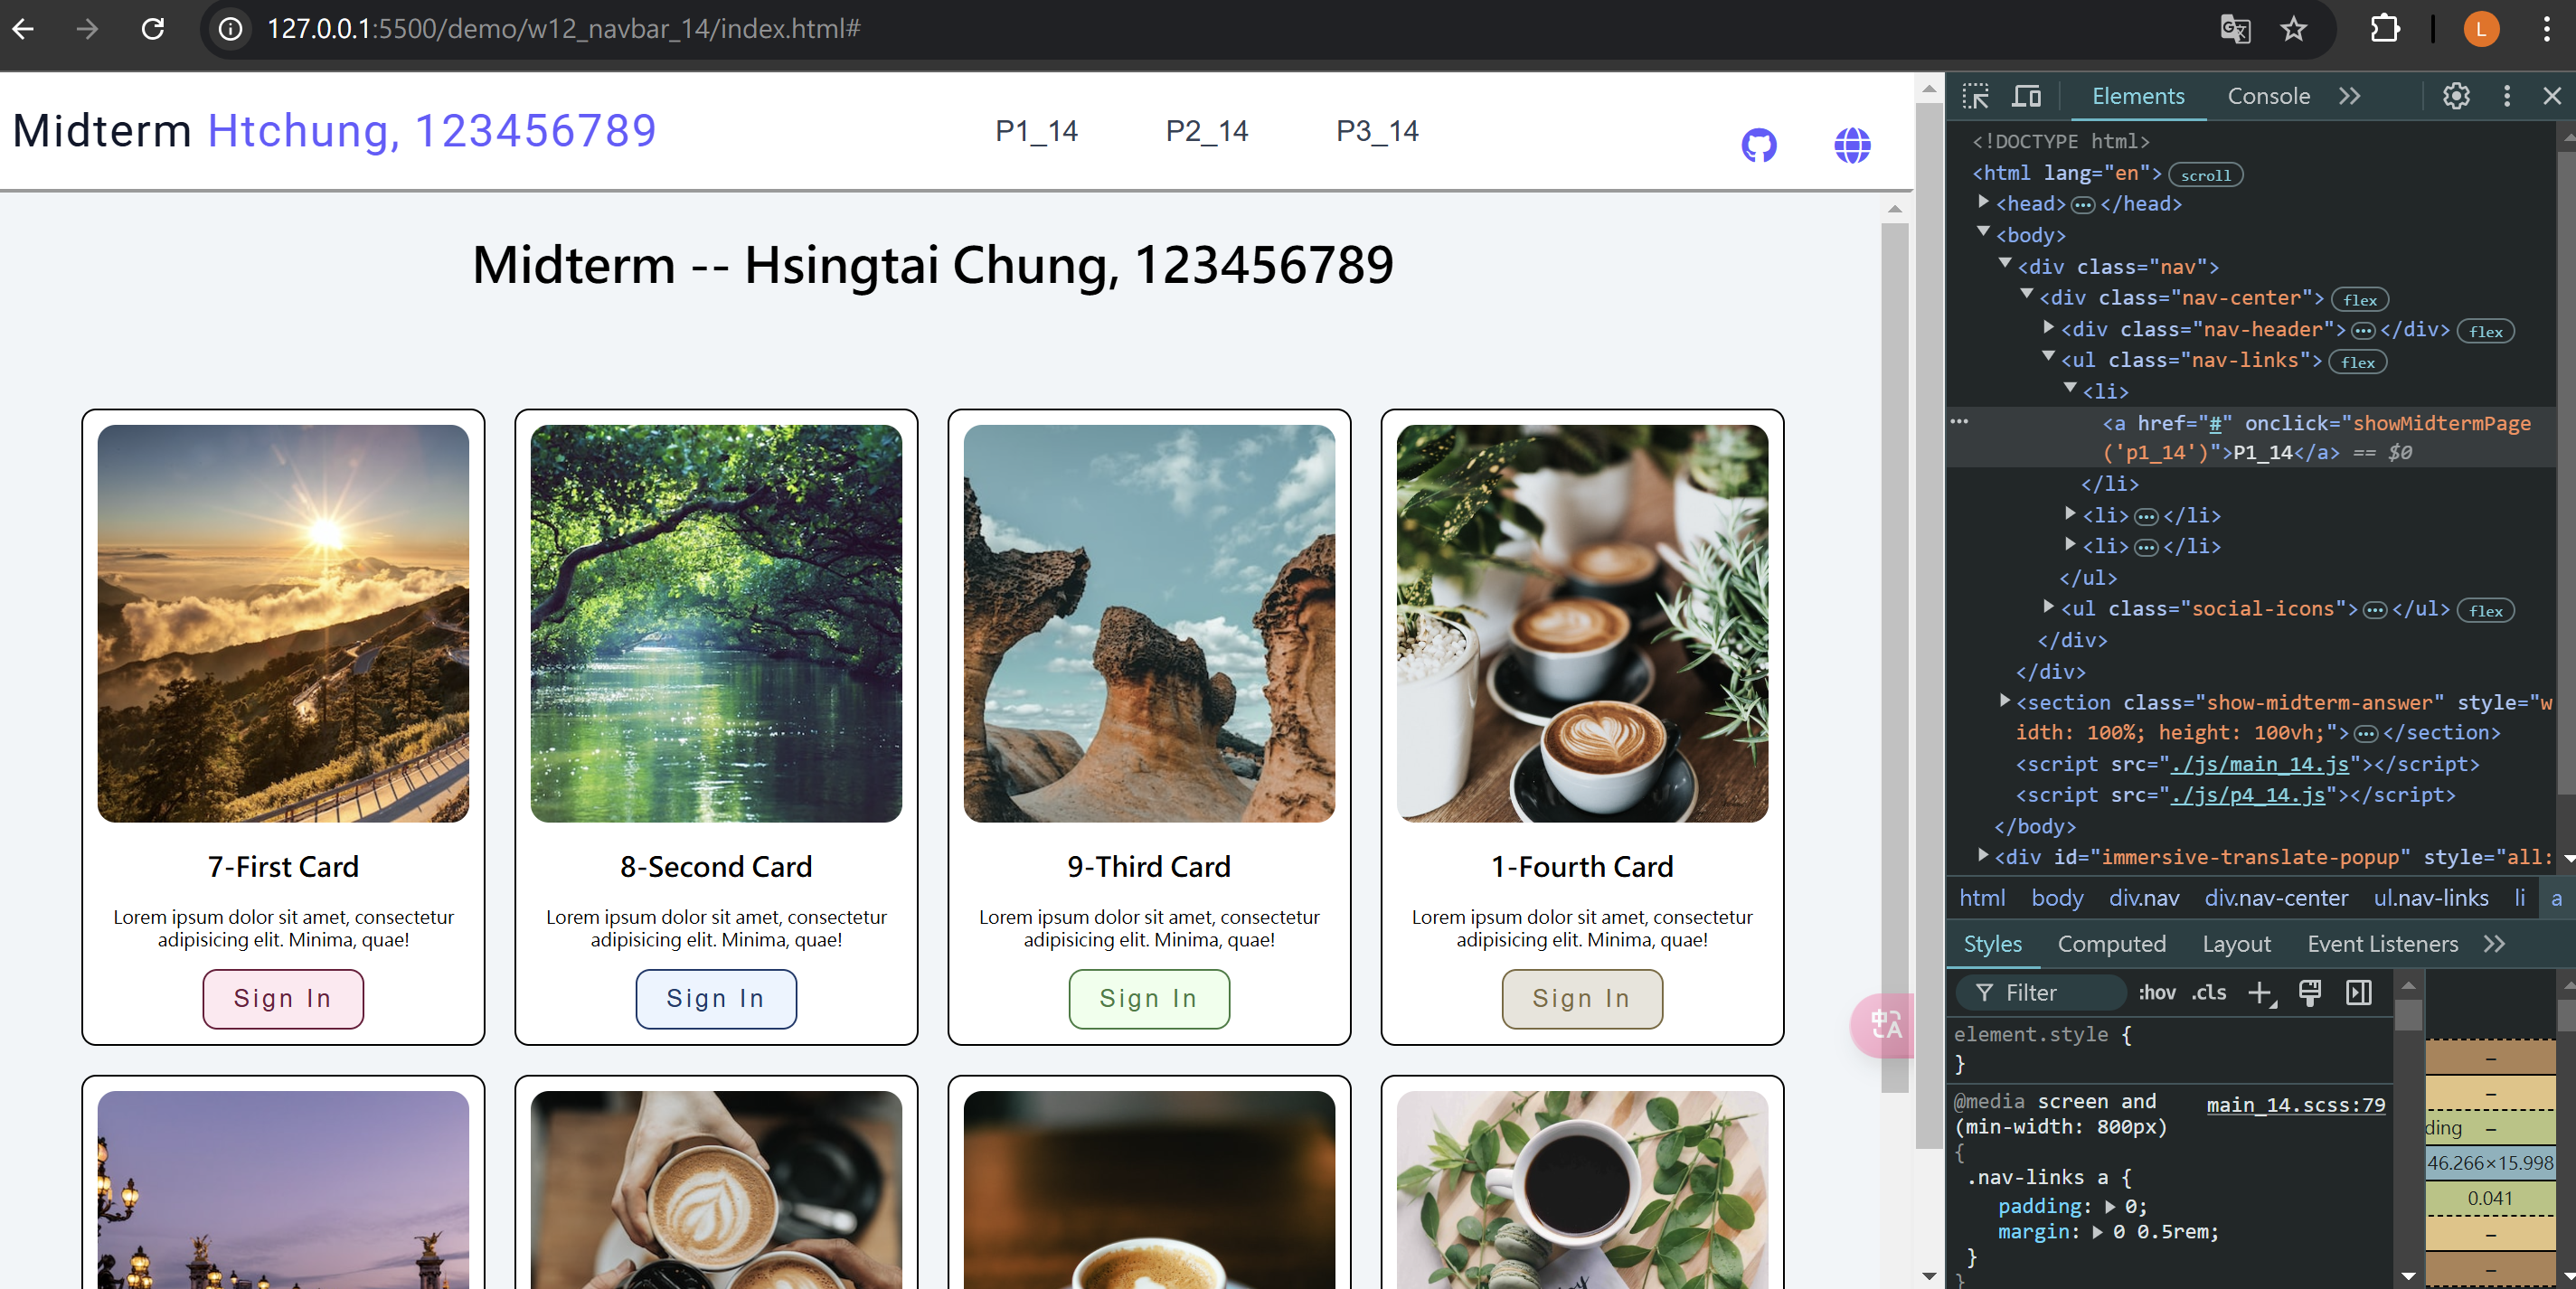 127.0.0.1:5500/demo/w12_navbar_14/index.html#
L
Midterm Htchung, 123456789
P1_14
P2_14
P3_14
Midterm -- Hsingtai Chung, 123456789
7-First Card
Lorem ipsum dolor sit amet, consectetur
adipisicing elit. Minima, quae!
Sign In
8-Second Card
Lorem ipsum dolor sit amet, consectetur
adipisicing elit. Minima, quae!
Sign In
9-Third Card
Lorem ipsum dolor sit amet, consectetur
adipisicing elit. Minima, quae!
Sign In
1-Fourth Card
Lorem ipsum dolor sit amet, consectetur
adipisicing elit. Minima, quae!
Sign In
Elements
Console
<!DOCTYPE html>
<html lang="en"> scroll
<head> ··· </head>
<body>
<div class="nav">
<div class="nav-center"> flex
<div class="nav-header"> ··· </div> flex
<ul class="nav-links"> flex
<li>
<a href="#" onclick="showMidtermPage
('p1_14')">P1_14</a> == $0
</li>
<li> ··· </li>
<li> ··· </li>
</ul>
<ul class="social-icons"> ··· </ul> flex
</div>
</div>
<section class="show-midterm-answer" style="w
idth: 100%; height: 100vh;"> ··· </section>
<script src="./js/main_14.js"></script>
<script src="./js/p4_14.js"></script>
</body>
<div id="immersive-translate-popup" style="all:
html body div.nav div.nav-center ul.nav-links li a
Styles Computed Layout Event Listeners
Filter :hov .cls
element.style {
}
@media screen and main_14.scss:79
(min-width: 800px)
{
.nav-links a {
padding: 0;
margin: 0 0.5rem;
}
}
–
–
ding –
46.266×15.998
0.041
–
–